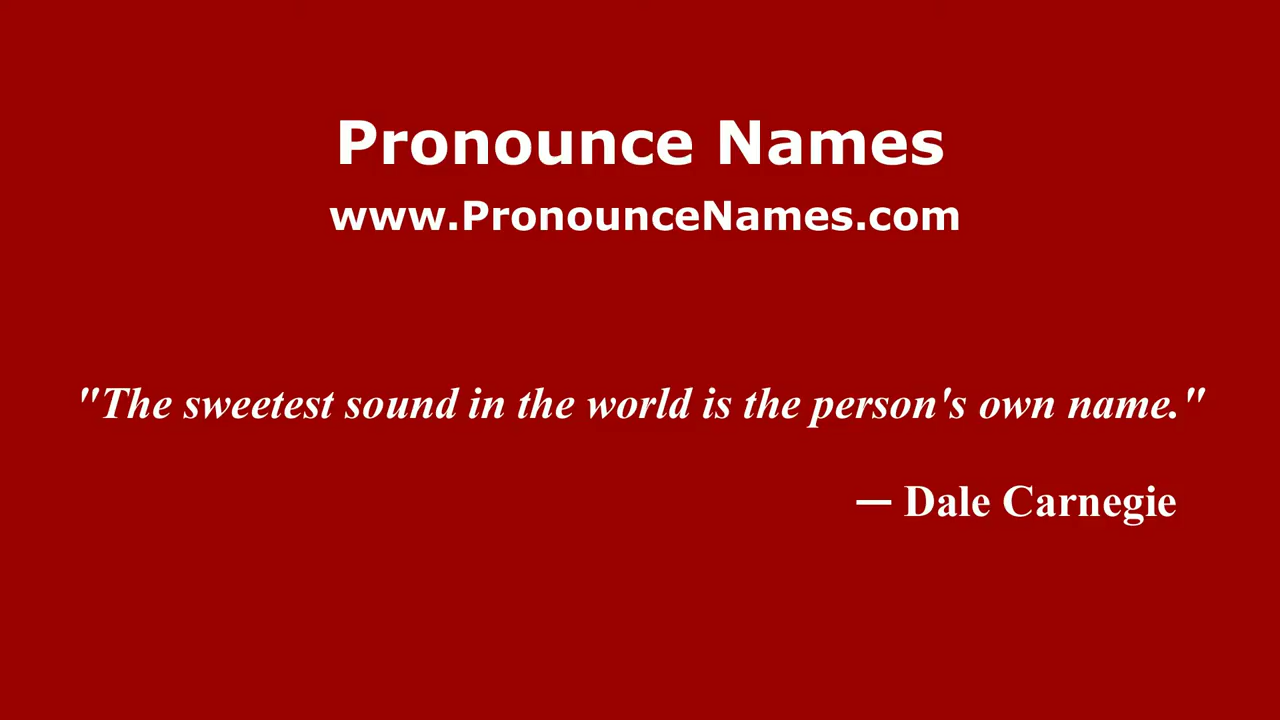 Pronounce Names
www.PronounceNames.com
"The sweetest sound in the world is the person's own name."
— Dale Carnegie